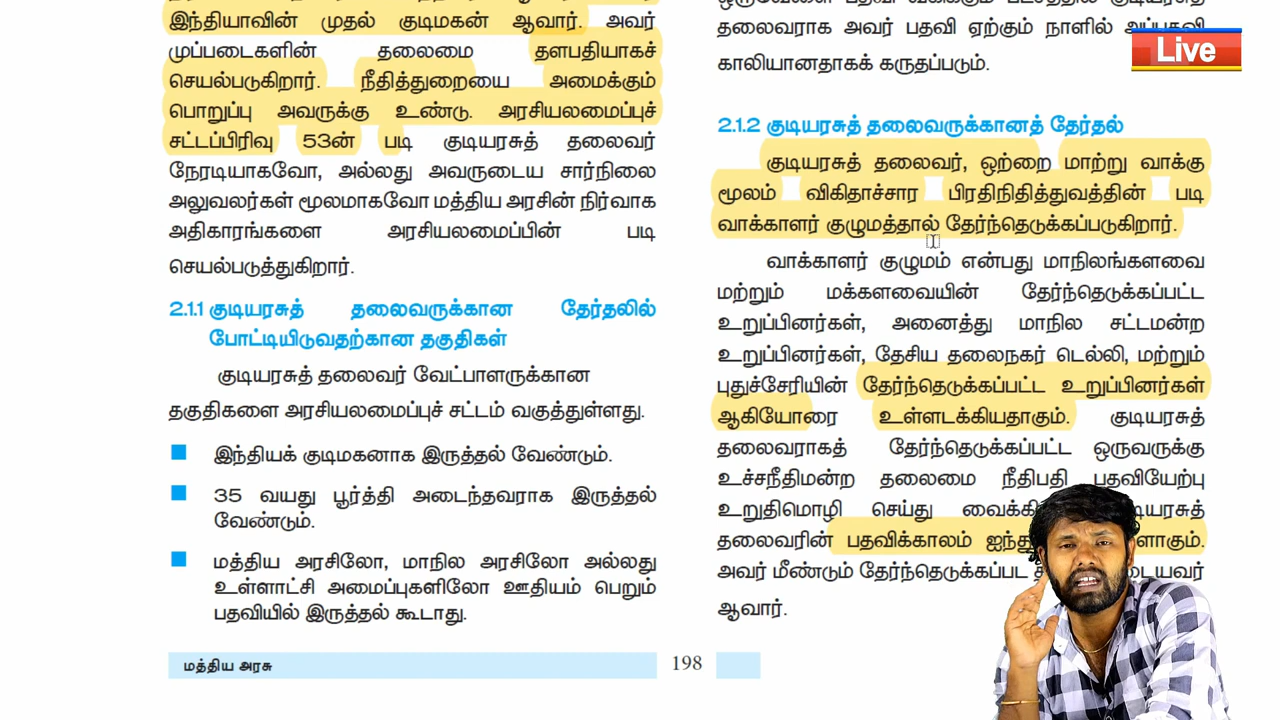 இந்தியாவின் முதல் குடிமகன் ஆவார். அவர்
முப்படைகளின் தலைமை தளபதியாகச்
செயல்படுகிறார். நீதித்துறையை அமைக்கும்
பொறுப்பு அவருக்கு உண்டு. அரசியலமைப்புச்
சட்டப்பிரிவு 53ன் படி குடியரசுத் தலைவர்
நேரடியாகவோ, அல்லது அவருடைய சார்நிலை
அலுவலர்கள் மூலமாகவோ மத்திய அரசின் நிர்வாக
அதிகாரங்களை அரசியலமைப்பின் படி
செயல்படுத்துகிறார்.
2.1.1 குடியரசுத் தலைவருக்கான தேர்தலில்
போட்டியிடுவதற்கான தகுதிகள்
குடியரசுத் தலைவர் வேட்பாளருக்கான
தகுதிகளை அரசியலமைப்புச் சட்டம் வகுத்துள்ளது.
இந்தியக் குடிமகனாக இருத்தல் வேண்டும்.
35 வயது பூர்த்தி அடைந்தவராக இருத்தல்
வேண்டும்.
மத்திய அரசிலோ, மாநில அரசிலோ அல்லது
உள்ளாட்சி அமைப்புகளிலோ ஊதியம் பெறும்
பதவியில் இருத்தல் கூடாது.
மத்திய அரசு
198
தலைவராக அவர் பதவி ஏற்கும் நாளில் அப்பதவி
காலியானதாகக் கருதப்படும்.
Live
2.1.2 குடியரசுத் தலைவருக்கானத் தேர்தல்
குடியரசுத் தலைவர், ஒற்றை மாற்று வாக்கு
மூலம் விகிதாச்சார பிரதிநிதித்துவத்தின் படி
வாக்காளர் குழுமத்தால் தேர்ந்தெடுக்கப்படுகிறார்.
வாக்காளர் குழுமம் என்பது மாநிலங்களவை
மற்றும் மக்களவையின் தேர்ந்தெடுக்கப்பட்ட
உறுப்பினர்கள், அனைத்து மாநில சட்டமன்ற
உறுப்பினர்கள், தேசிய தலைநகர் டெல்லி, மற்றும்
புதுச்சேரியின் தேர்ந்தெடுக்கப்பட்ட உறுப்பினர்கள்
ஆகியோரை உள்ளடக்கியதாகும். குடியரசுத்
தலைவராகத் தேர்ந்தெடுக்கப்பட்ட ஒருவருக்கு
உச்சநீதிமன்ற தலைமை நீதிபதி பதவியேற்பு
உறுதிமொழி செய்து
தலைவரின் பதவிக்காலம்
அவர் மீண்டும் தேர்ந்தெடுக்கப்பட
ஆவார்.